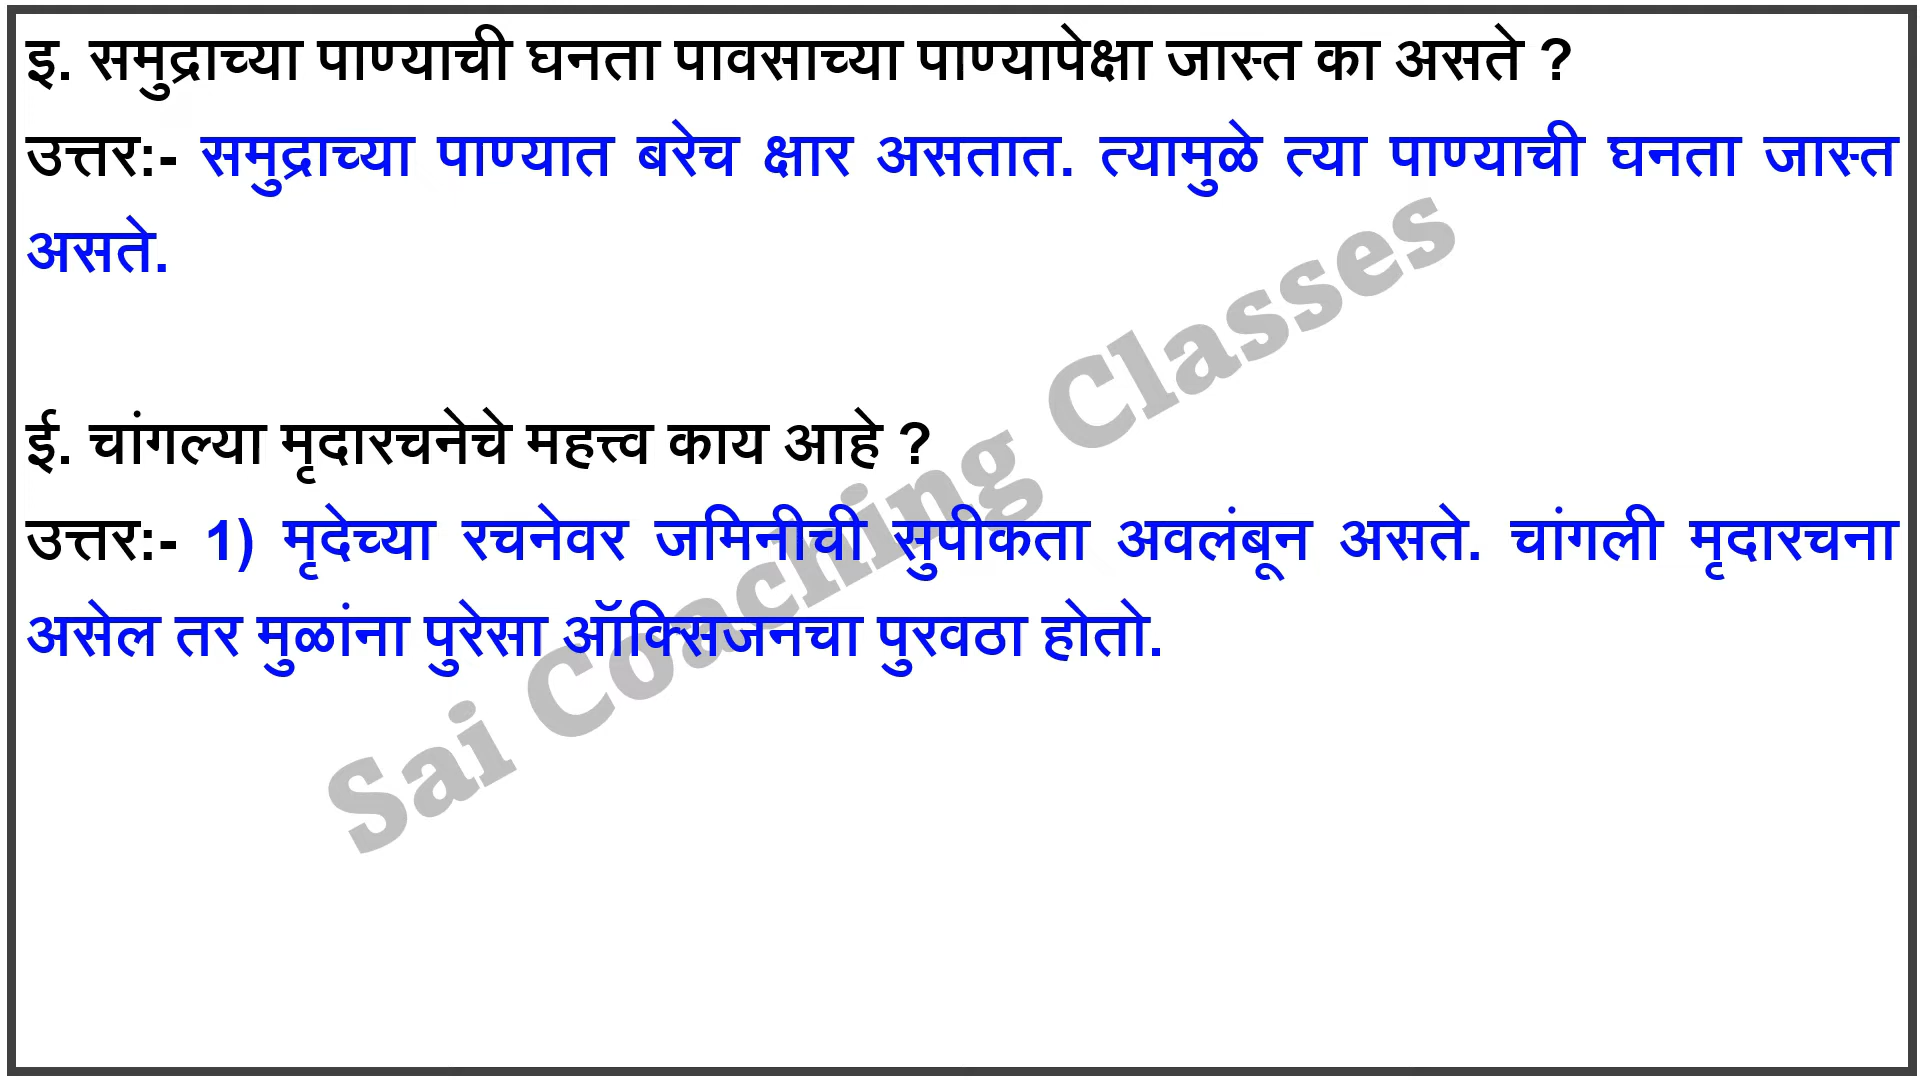 इ. समुद्राच्या पाण्याची घनता पावसाच्या पाण्यापेक्षा जास्त का असते ?
उत्तर:- समुद्राच्या पाण्यात बरेच क्षार असतात. त्यामुळे त्या पाण्याची घनता जास्त
असते.
ई. चांगल्या मृदारचनेचे महत्त्व काय आहे ?
उत्तर:- 1) मृदेच्या रचनेवर जमिनीची सुपीकता अवलंबून असते. चांगली मृदारचना
असेल तर मुळांना पुरेसा ऑक्सिजनचा पुरवठा होतो.
Sai Coaching Classes